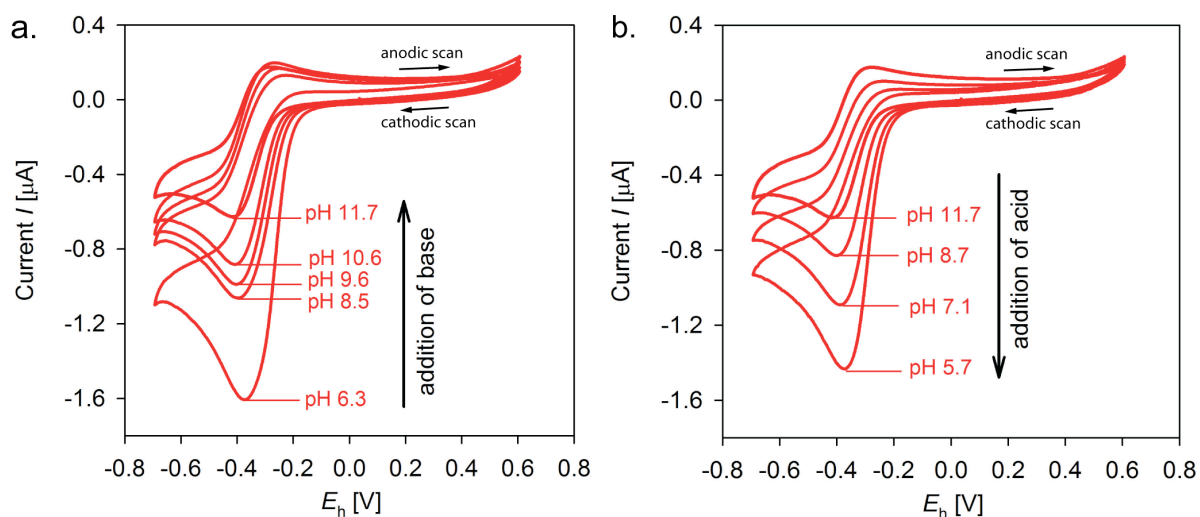 a.
Current I [μA]
0.4
0.0
-0.4
-0.8
-1.2
-1.6
anodic scan
cathodic scan
pH 11.7
pH 10.6
pH 9.6
pH 8.5
pH 6.3
addition of base
-0.8 -0.6 -0.4 -0.2 0.0 0.2 0.4 0.6 0.8
Eh [V]
b.
Current I [μA]
0.4
0.0
-0.4
-0.8
-1.2
-1.6
anodic scan
cathodic scan
pH 11.7
pH 8.7
pH 7.1
pH 5.7
addition of acid
-0.8 -0.6 -0.4 -0.2 0.0 0.2 0.4 0.6 0.8
Eh [V]